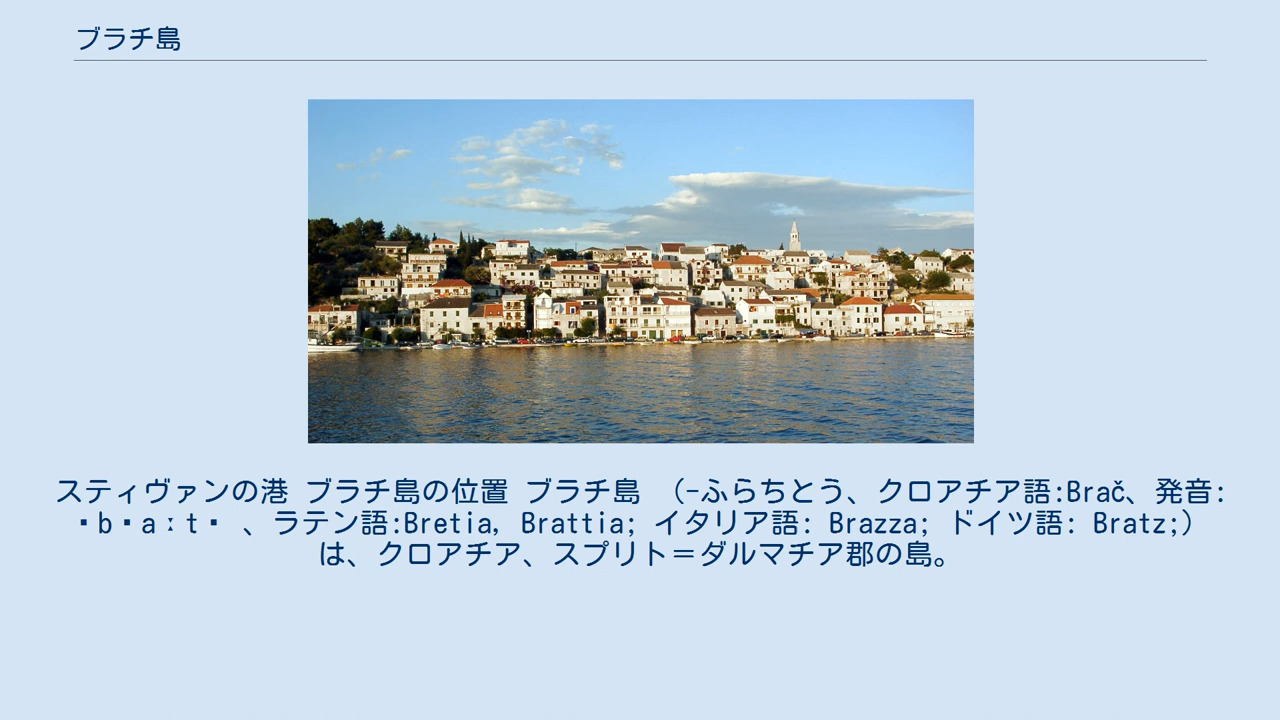 ブラチ島
スティヴァンの港 ブラチ島の位置 ブラチ島 （-ふらちとう、クロアチア語:Brač、発音:
b a ː t 、ラテン語:Bretia, Brattia; イタリア語: Brazza; ドイツ語: Bratz;）
は、クロアチア、スプリト＝ダルマチア郡の島。